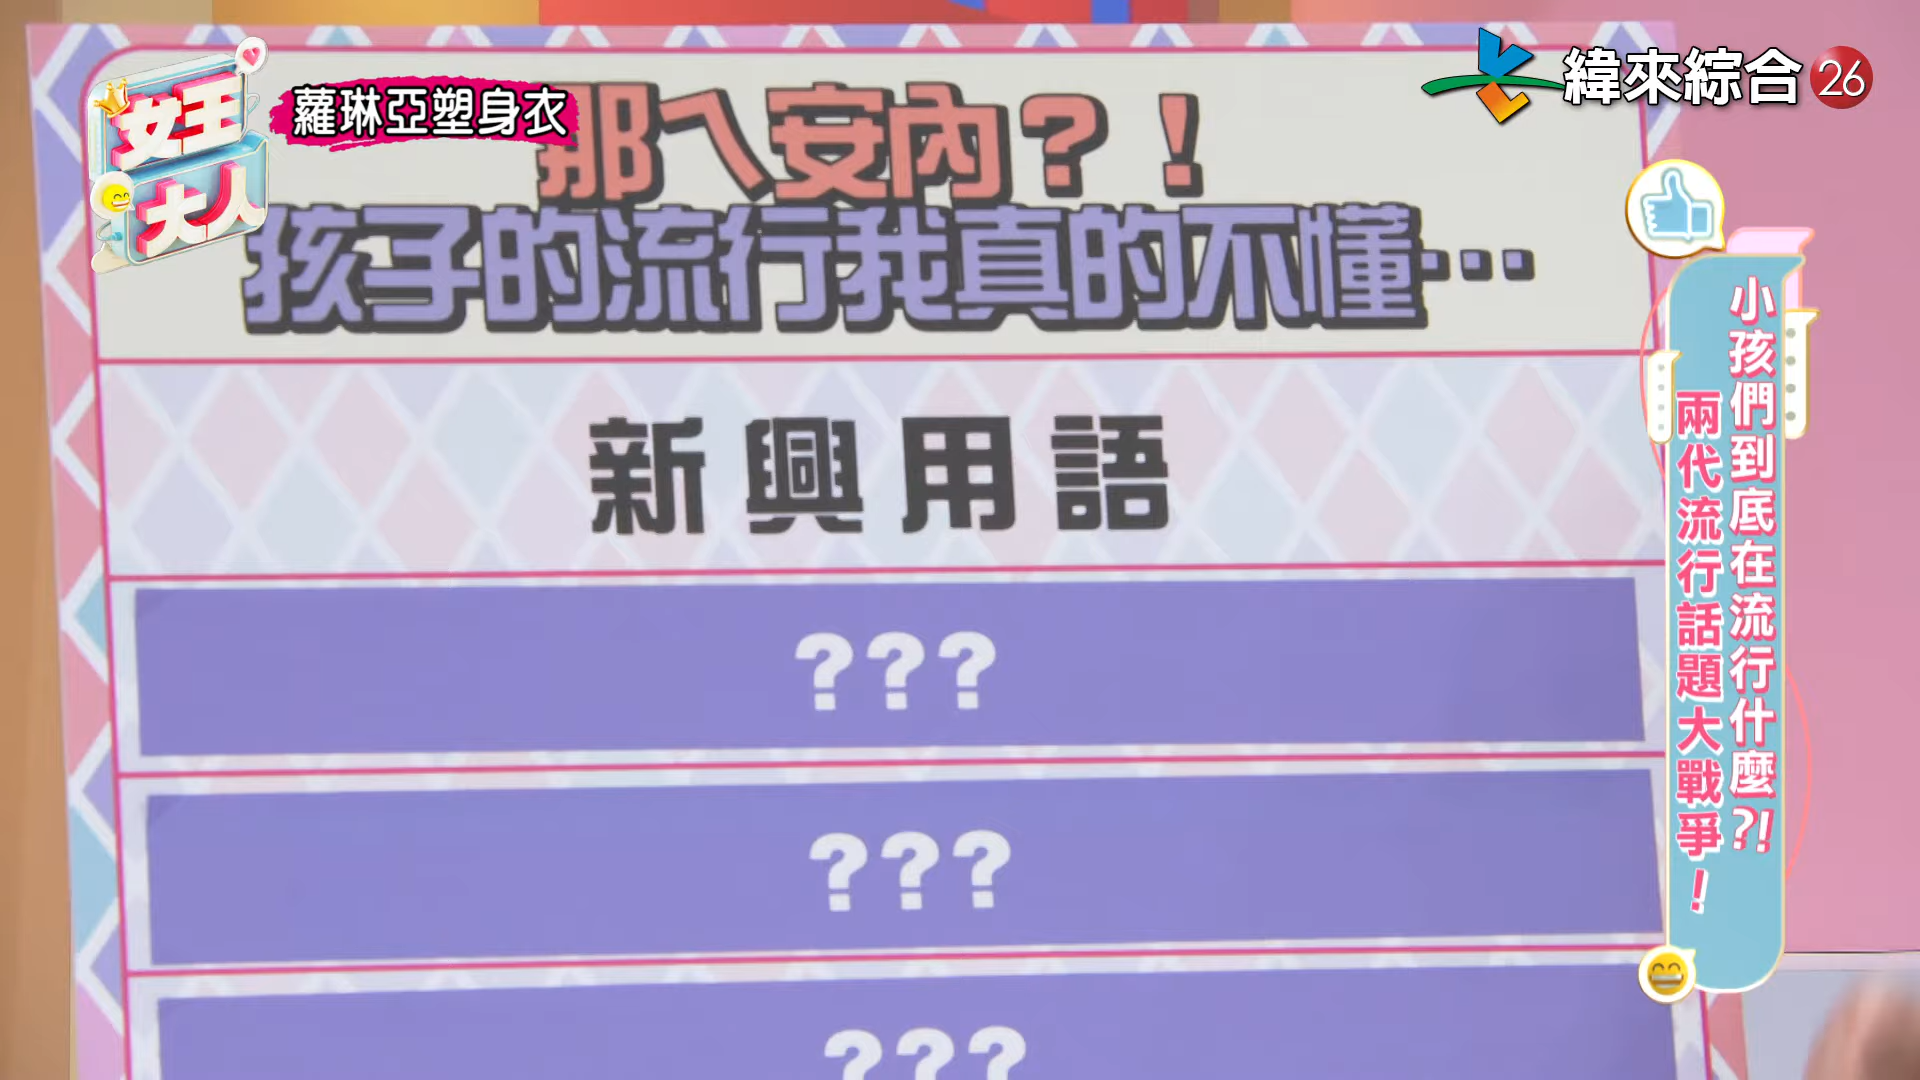 女王
大人
蘿琳亞塑身衣
緯來綜合 26
那ㄟ安內？！
孩子的流行我真的不懂…
新興用語
???
???
???
小孩們到底在流行什麼?!
兩代流行話題大戰爭！